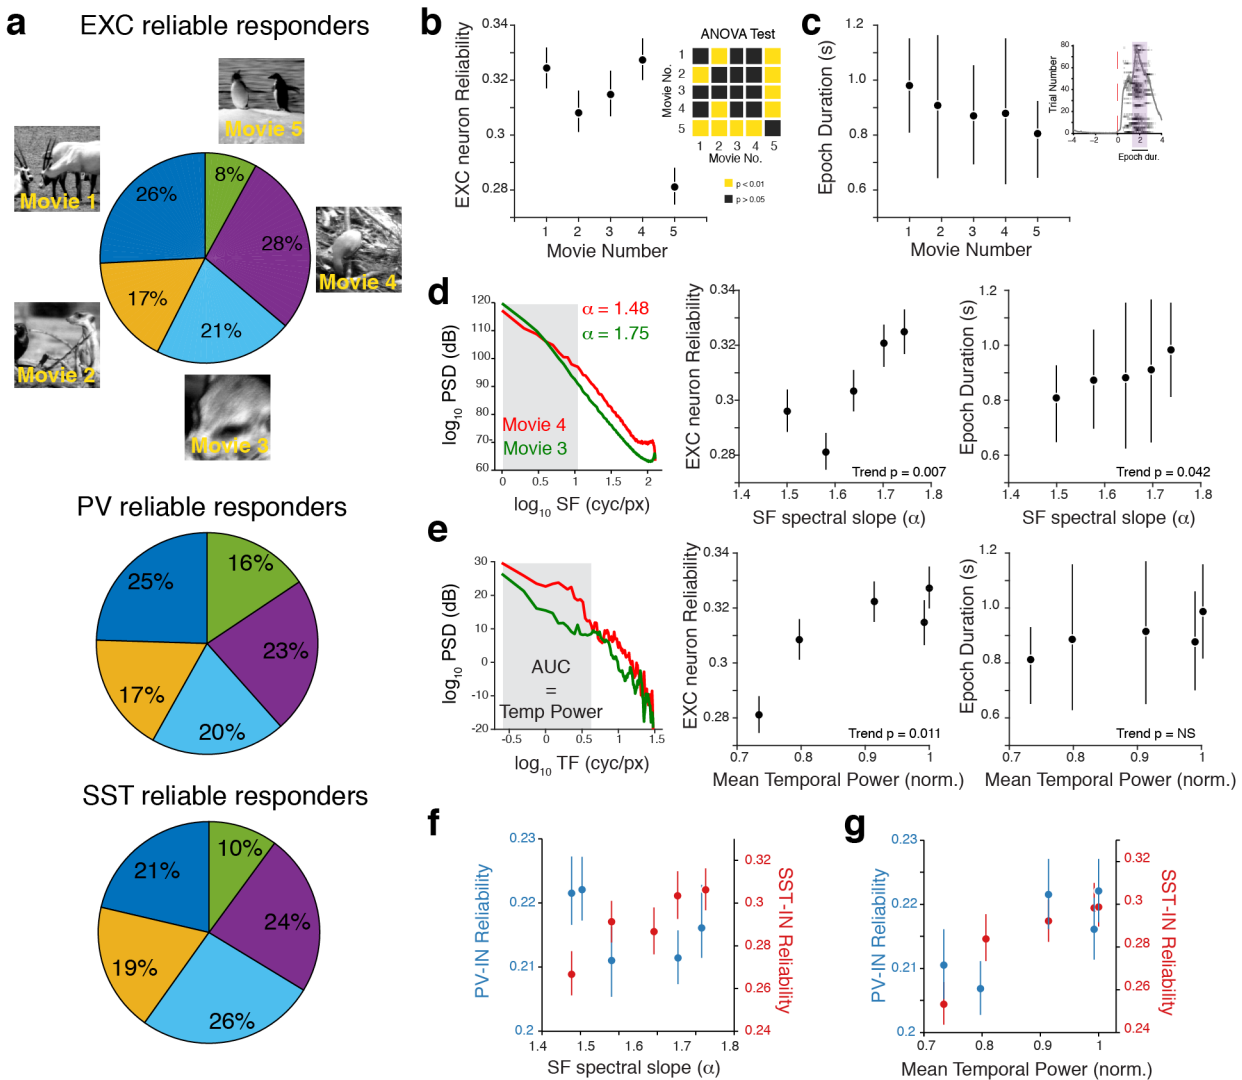 a
EXC reliable responders
Movie 5
Movie 1
26%
8%
28%
Movie 4
17%
21%
Movie 2
Movie 3
PV reliable responders
25%
16%
23%
17%
20%
SST reliable responders
21%
10%
24%
19%
26%
b
EXC neuron Reliability
0.34
0.32
0.3
0.28
1 2 3 4 5
Movie Number
ANOVA Test
Movie No.
1
2
3
4
5
1 2 3 4 5
Movie No.
p < 0.01
p > 0.05
c
Epoch Duration (s)
1.2
1.0
0.8
0.6
1 2 3 4 5
Movie Number
Trial Number
80
60
40
20
0
-4 -2 0 2 4
Epoch dur.
d
log10 PSD (dB)
120
110
100
90
80
70
60
α = 1.48
α = 1.75
Movie 4
Movie 3
0 0.5 1 1.5 2
log10 SF (cyc/px)
EXC neuron Reliability
0.34
0.32
0.3
0.28
Trend p = 0.007
1.4 1.5 1.6 1.7 1.8
SF spectral slope (α)
Epoch Duration (s)
1.2
1.0
0.8
0.6
Trend p = 0.042
1.4 1.5 1.6 1.7 1.8
SF spectral slope (α)
e
log10 PSD (dB)
30
20
10
0
-10
-20
AUC
=
Temp Power
-0.5 0 0.5 1 1.5
log10 TF (cyc/px)
EXC neuron Reliability
0.34
0.32
0.3
0.28
Trend p = 0.011
0.7 0.8 0.9 1
Mean Temporal Power (norm.)
Epoch Duration (s)
1.2
1.0
0.8
0.6
Trend p = NS
0.7 0.8 0.9 1
Mean Temporal Power (norm.)
f
PV-IN Reliability
0.23
0.22
0.21
0.2
SST-IN Reliability
0.32
0.3
0.28
0.26
0.24
1.4 1.5 1.6 1.7 1.8
SF spectral slope (α)
g
PV-IN Reliability
0.23
0.22
0.21
0.2
SST-IN Reliability
0.32
0.3
0.28
0.26
0.24
0.7 0.8 0.9 1
Mean Temporal Power (norm.)